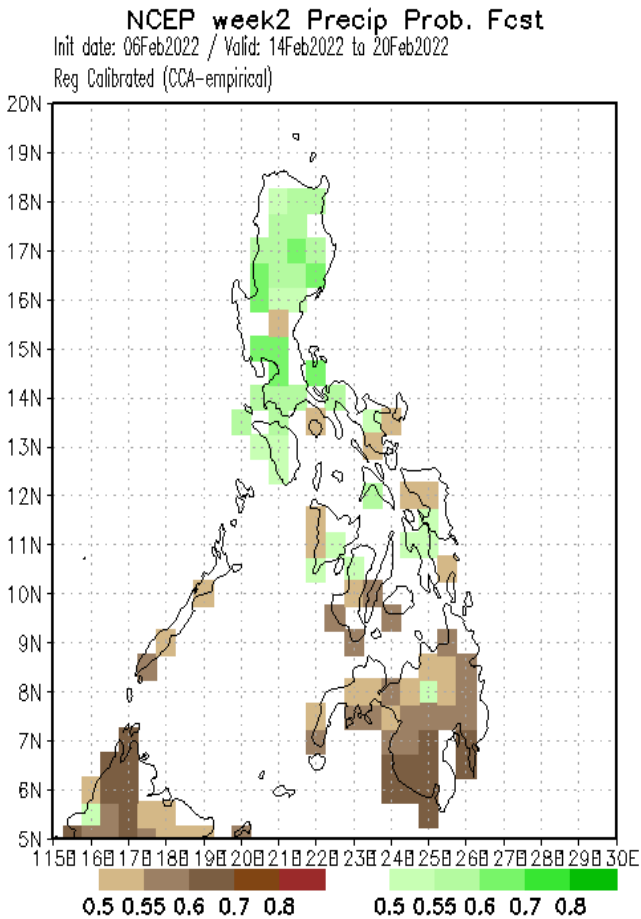 NCEP week2 Precip Prob. Fcst
Init date: 06Feb2022 / Valid: 14Feb2022 to 20Feb2022
Reg Calibrated (CCA-empirical)
20N
19N
18N
17N
16N
15N
14N
13N
12N
11N
10N
9N
8N
7N
6N
5N
115E 116E 117E 118E 119E 120E 121E 122E 123E 124E 125E 126E 127E 128E 129E 130E
0.5 0.55 0.6 0.7 0.8 0.5 0.55 0.6 0.7 0.8